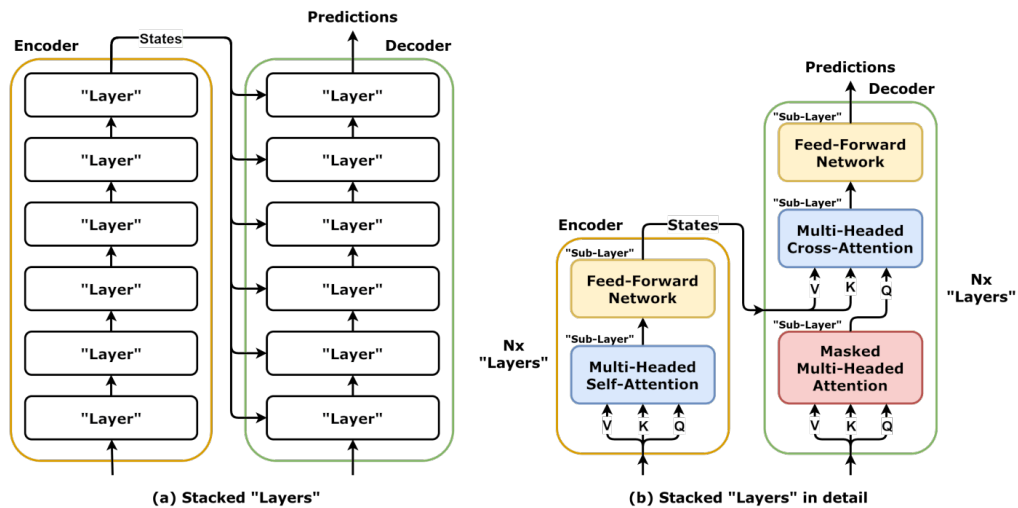 Predictions
Encoder
States
Decoder
"Layer"
"Layer"
"Layer"
"Layer"
"Layer"
"Layer"
"Layer"
"Layer"
"Layer"
"Layer"
"Layer"
"Layer"
(a) Stacked "Layers"
Predictions
Decoder
"Sub-Layer"
Feed-Forward
Network
"Sub-Layer"
Multi-Headed
Cross-Attention
V
K
Q
"Sub-Layer"
Masked
Multi-Headed
Attention
V
K
Q
Nx
"Layers"
Encoder
States
"Sub-Layer"
Feed-Forward
Network
"Sub-Layer"
Multi-Headed
Self-Attention
V
K
Q
Nx
"Layers"
(b) Stacked "Layers" in detail